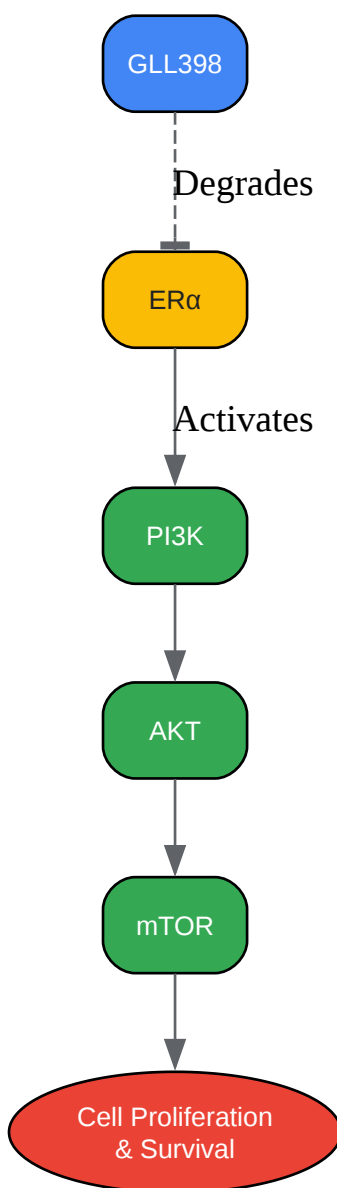 GLL398
Degrades
ERα
Activates
PI3K
AKT
mTOR
Cell Proliferation
& Survival